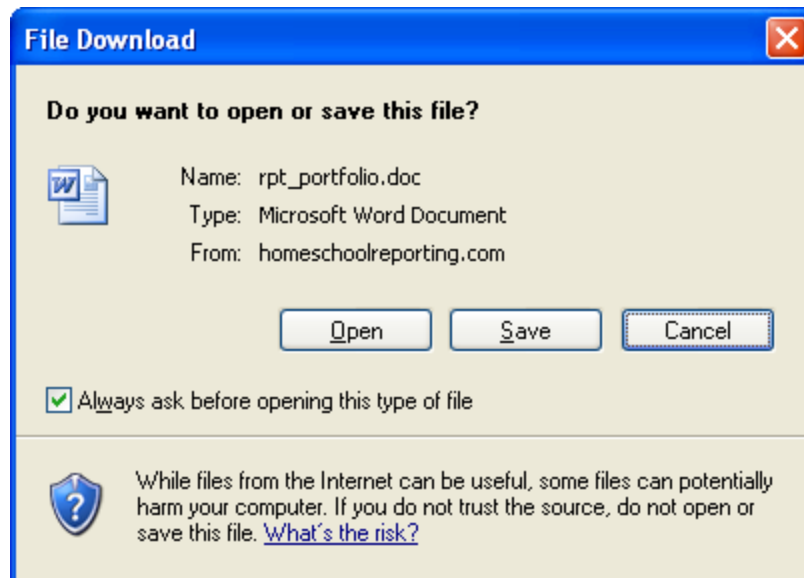 File Download
Do you want to open or save this file?
Name: rpt_portfolio.doc
Type: Microsoft Word Document
From: homeschoolreporting.com
Open Save Cancel
Always ask before opening this type of file
While files from the Internet can be useful, some files can potentially
harm your computer. If you do not trust the source, do not open or
save this file. What's the risk?